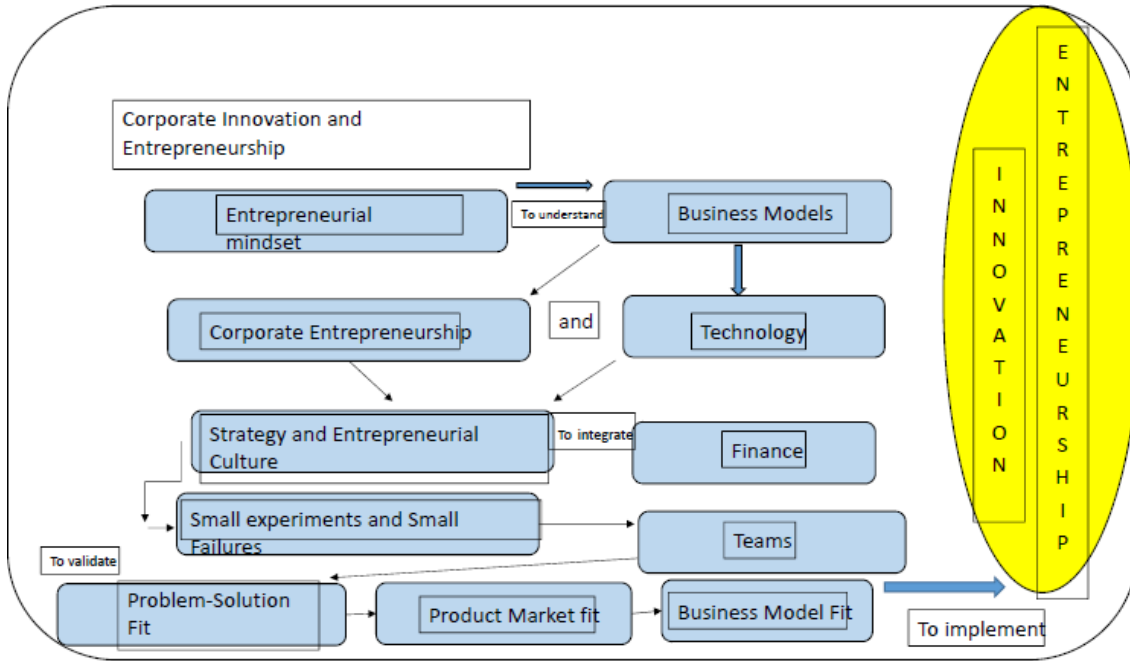 Corporate Innovation and
Entrepreneurship
Entrepreneurial
mindset
To understand
Business Models
Corporate Entrepreneurship
and
Technology
Strategy and Entrepreneurial
Culture
To integrate
Finance
Small experiments and Small
Failures
Teams
To validate
Problem-Solution
Fit
Product Market fit
Business Model Fit
To implement
INNOVATION
ENTREPRENEURSHIP